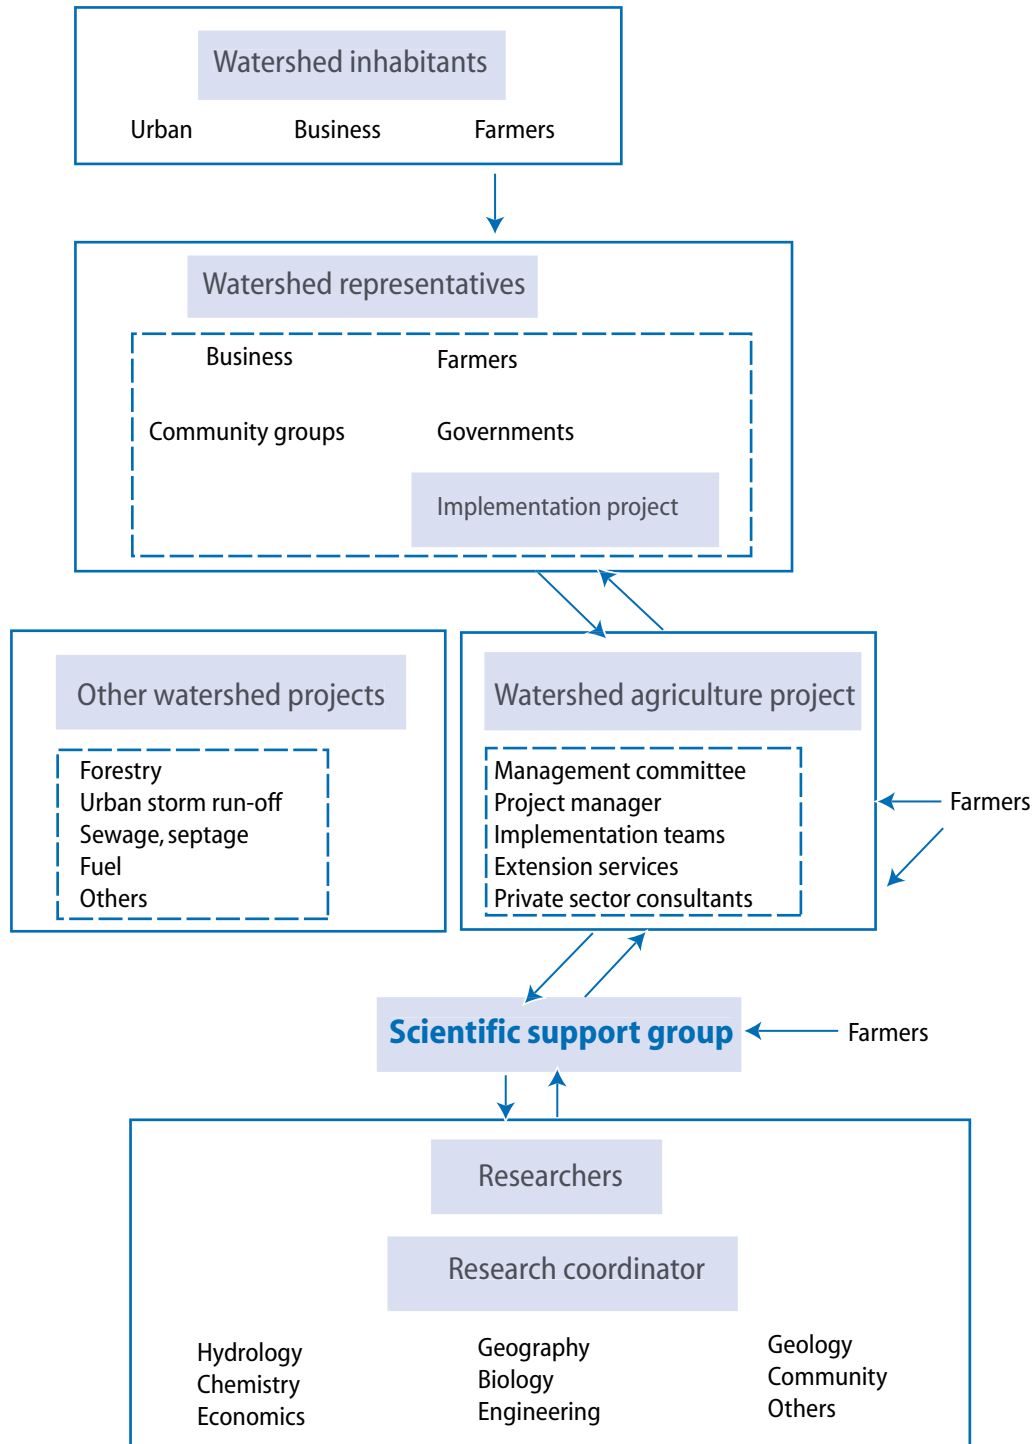 Watershed inhabitants
Urban Business Farmers
Watershed representatives
Business Farmers
Community groups Governments
Implementation project
Other watershed projects
Forestry
Urban storm run-off
Sewage, septage
Fuel
Others
Watershed agriculture project
Management committee
Project manager
Implementation teams
Extension services
Private sector consultants
Farmers
Scientific support group
Farmers
Researchers
Research coordinator
Hydrology
Chemistry
Economics
Geography
Biology
Engineering
Geology
Community
Others